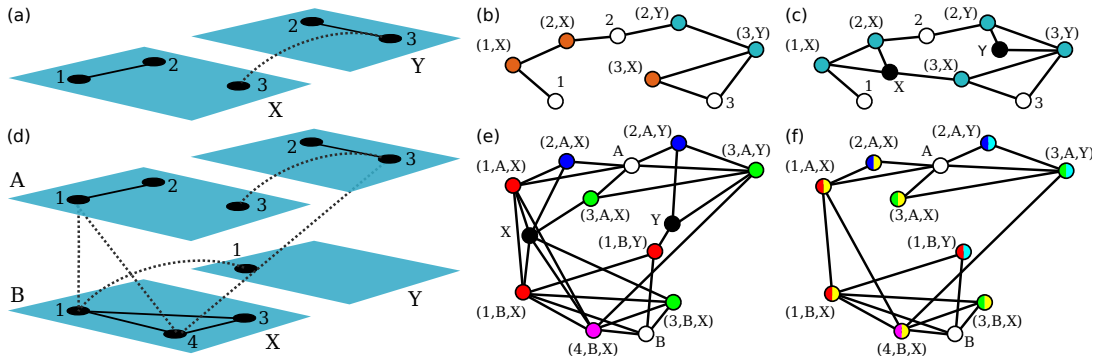 (a)
1
2
3
X
2
3
Y
(b)
(1,X)
(2,X)
2
(2,Y)
(3,Y)
(3,X)
1
3
(c)
(1,X)
(2,X)
2
(2,Y)
Y
(3,Y)
(3,X)
X
1
3
(d)
A
1
2
3
2
3
B
1
4
3
X
1
Y
(e)
(1,A,X)
(2,A,X)
A
(2,A,Y)
(3,A,Y)
(3,A,X)
X
Y
(1,B,Y)
(1,B,X)
(4,B,X)
B
(3,B,X)
(f)
(1,A,X)
(2,A,X)
A
(2,A,Y)
(3,A,Y)
(3,A,X)
(1,B,Y)
(1,B,X)
(4,B,X)
B
(3,B,X)